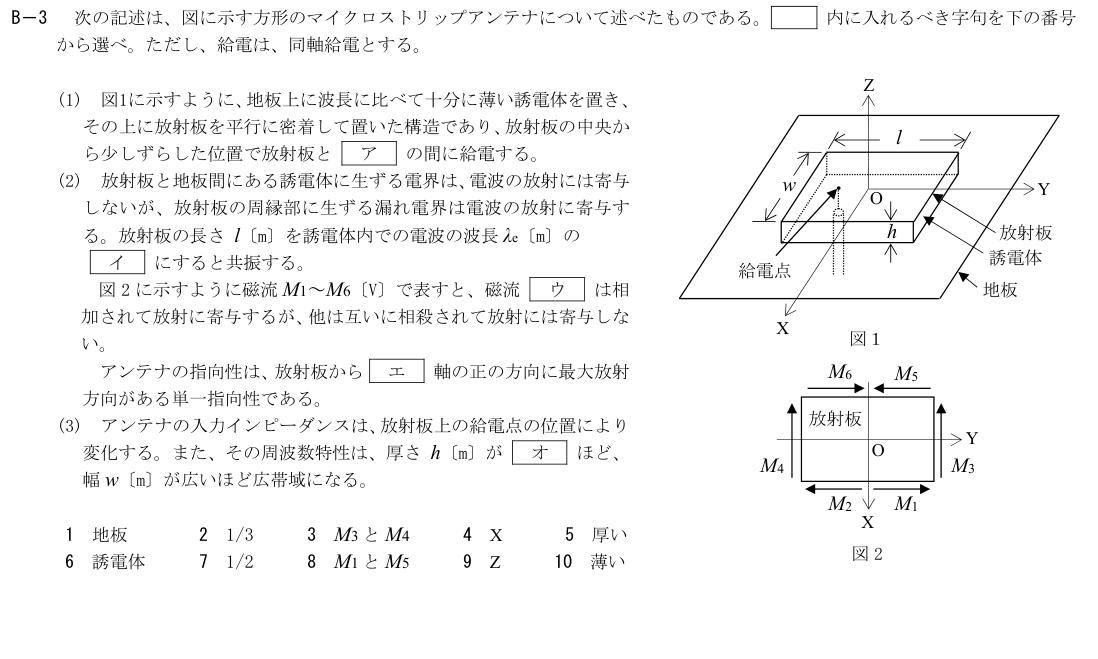 B－3　次の記述は、図に示す方形のマイクロストリップアンテナについて述べたものである。　　　内に入れるべき字句を下の番号
から選べ。ただし、給電は、同軸給電とする。
(1)　図1に示すように、地板上に波長に比べて十分に薄い誘電体を置き、
その上に放射板を平行に密着して置いた構造であり、放射板の中央か
ら少しずらした位置で放射板と ア の間に給電する。
(2)　放射板と地板間にある誘電体に生ずる電界は、電波の放射には寄与
しないが、放射板の周縁部に生ずる漏れ電界は電波の放射に寄与す
る。放射板の長さ l〔m〕を誘電体内での電波の波長 λe〔m〕の
イ にすると共振する。
図 2 に示すように磁流 M1～M6〔V〕で表すと、磁流 ウ は相
加されて放射に寄与するが、他は互いに相殺されて放射には寄与しな
い。
アンテナの指向性は、放射板から エ 軸の正の方向に最大放射
方向がある単一指向性である。
(3)　アンテナの入力インピーダンスは、放射板上の給電点の位置により
変化する。また、その周波数特性は、厚さ h〔m〕が オ ほど、
幅 w〔m〕が広いほど広帯域になる。
1　地板　2　1/3　3　M3 と M4　4　X　5　厚い
6　誘電体　7　1/2　8　M1 と M5　9　Z　10　薄い
Z
l
w
O
Y
h
放射板
誘電体
給電点
地板
X
図 1
M6
M5
放射板
Y
O
M4
M3
M2
M1
X
図 2